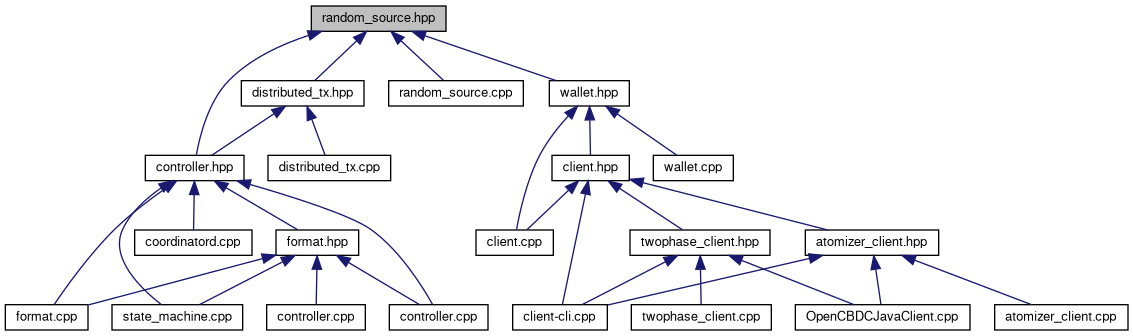 random_source.hpp
distributed_tx.hpp
random_source.cpp
wallet.hpp
controller.hpp
distributed_tx.cpp
client.hpp
wallet.cpp
coordinatord.cpp
format.hpp
client.cpp
twophase_client.hpp
atomizer_client.hpp
format.cpp
state_machine.cpp
controller.cpp
controller.cpp
client-cli.cpp
twophase_client.cpp
OpenCBDCJavaClient.cpp
atomizer_client.cpp